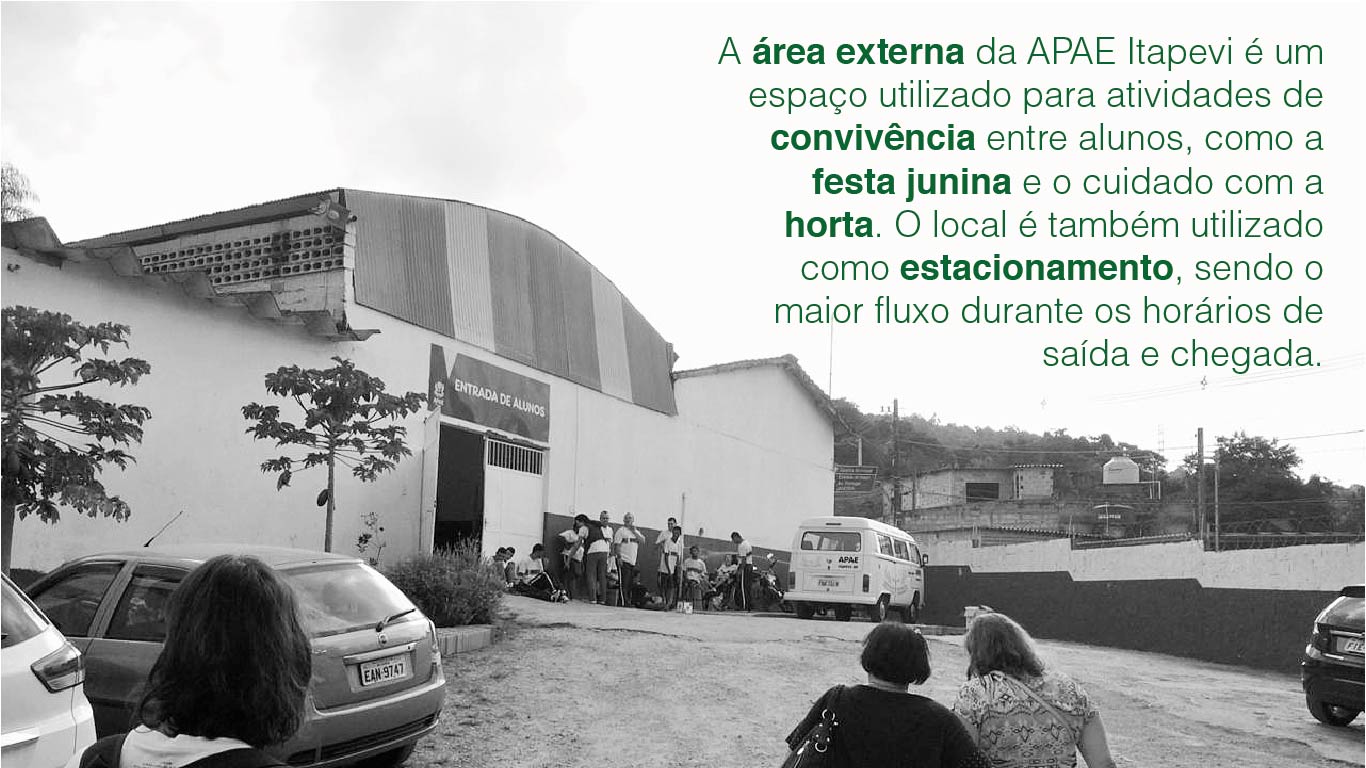 A área externa da APAE Itapevi é um
espaço utilizado para atividades de
convivência entre alunos, como a
festa junina e o cuidado com a
horta. O local é também utilizado
como estacionamento, sendo o
maior fluxo durante os horários de
saída e chegada.
ENTRADA DE ALUNOS
APAE
EAN-9747